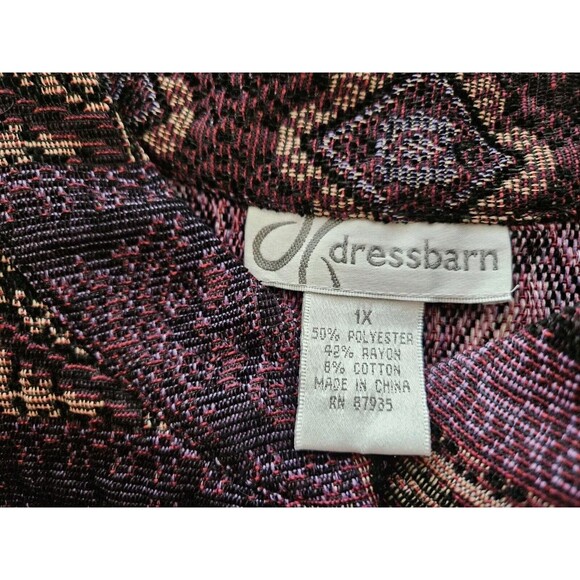 dressbarn
1X
50% POLYESTER
42% RAYON
8% COTTON
MADE IN CHINA
RN 87935